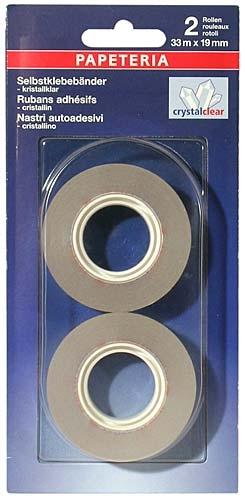 2 Rollen
rouleaux
rotoli
33 m x 19 mm
PAPETERIA
Selbstklebebänder
- kristallklar
Rubans adhésifs
- cristallin
Nastri autoadesivi
- cristallino
crystalclear